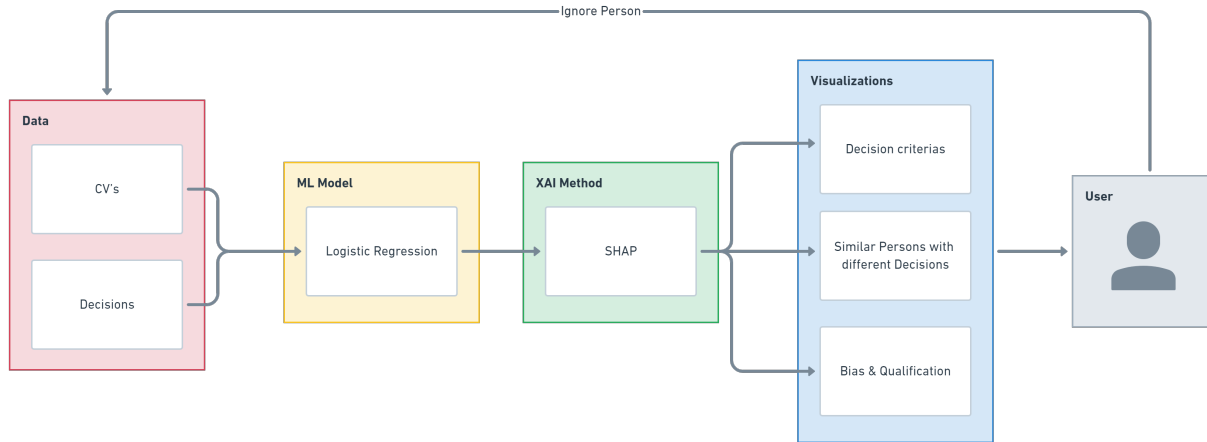 Ignore Person
Data
CV's
Decisions
ML Model
Logistic Regression
XAI Method
SHAP
Visualizations
Decision criterias
Similar Persons with
different Decisions
Bias & Qualification
User